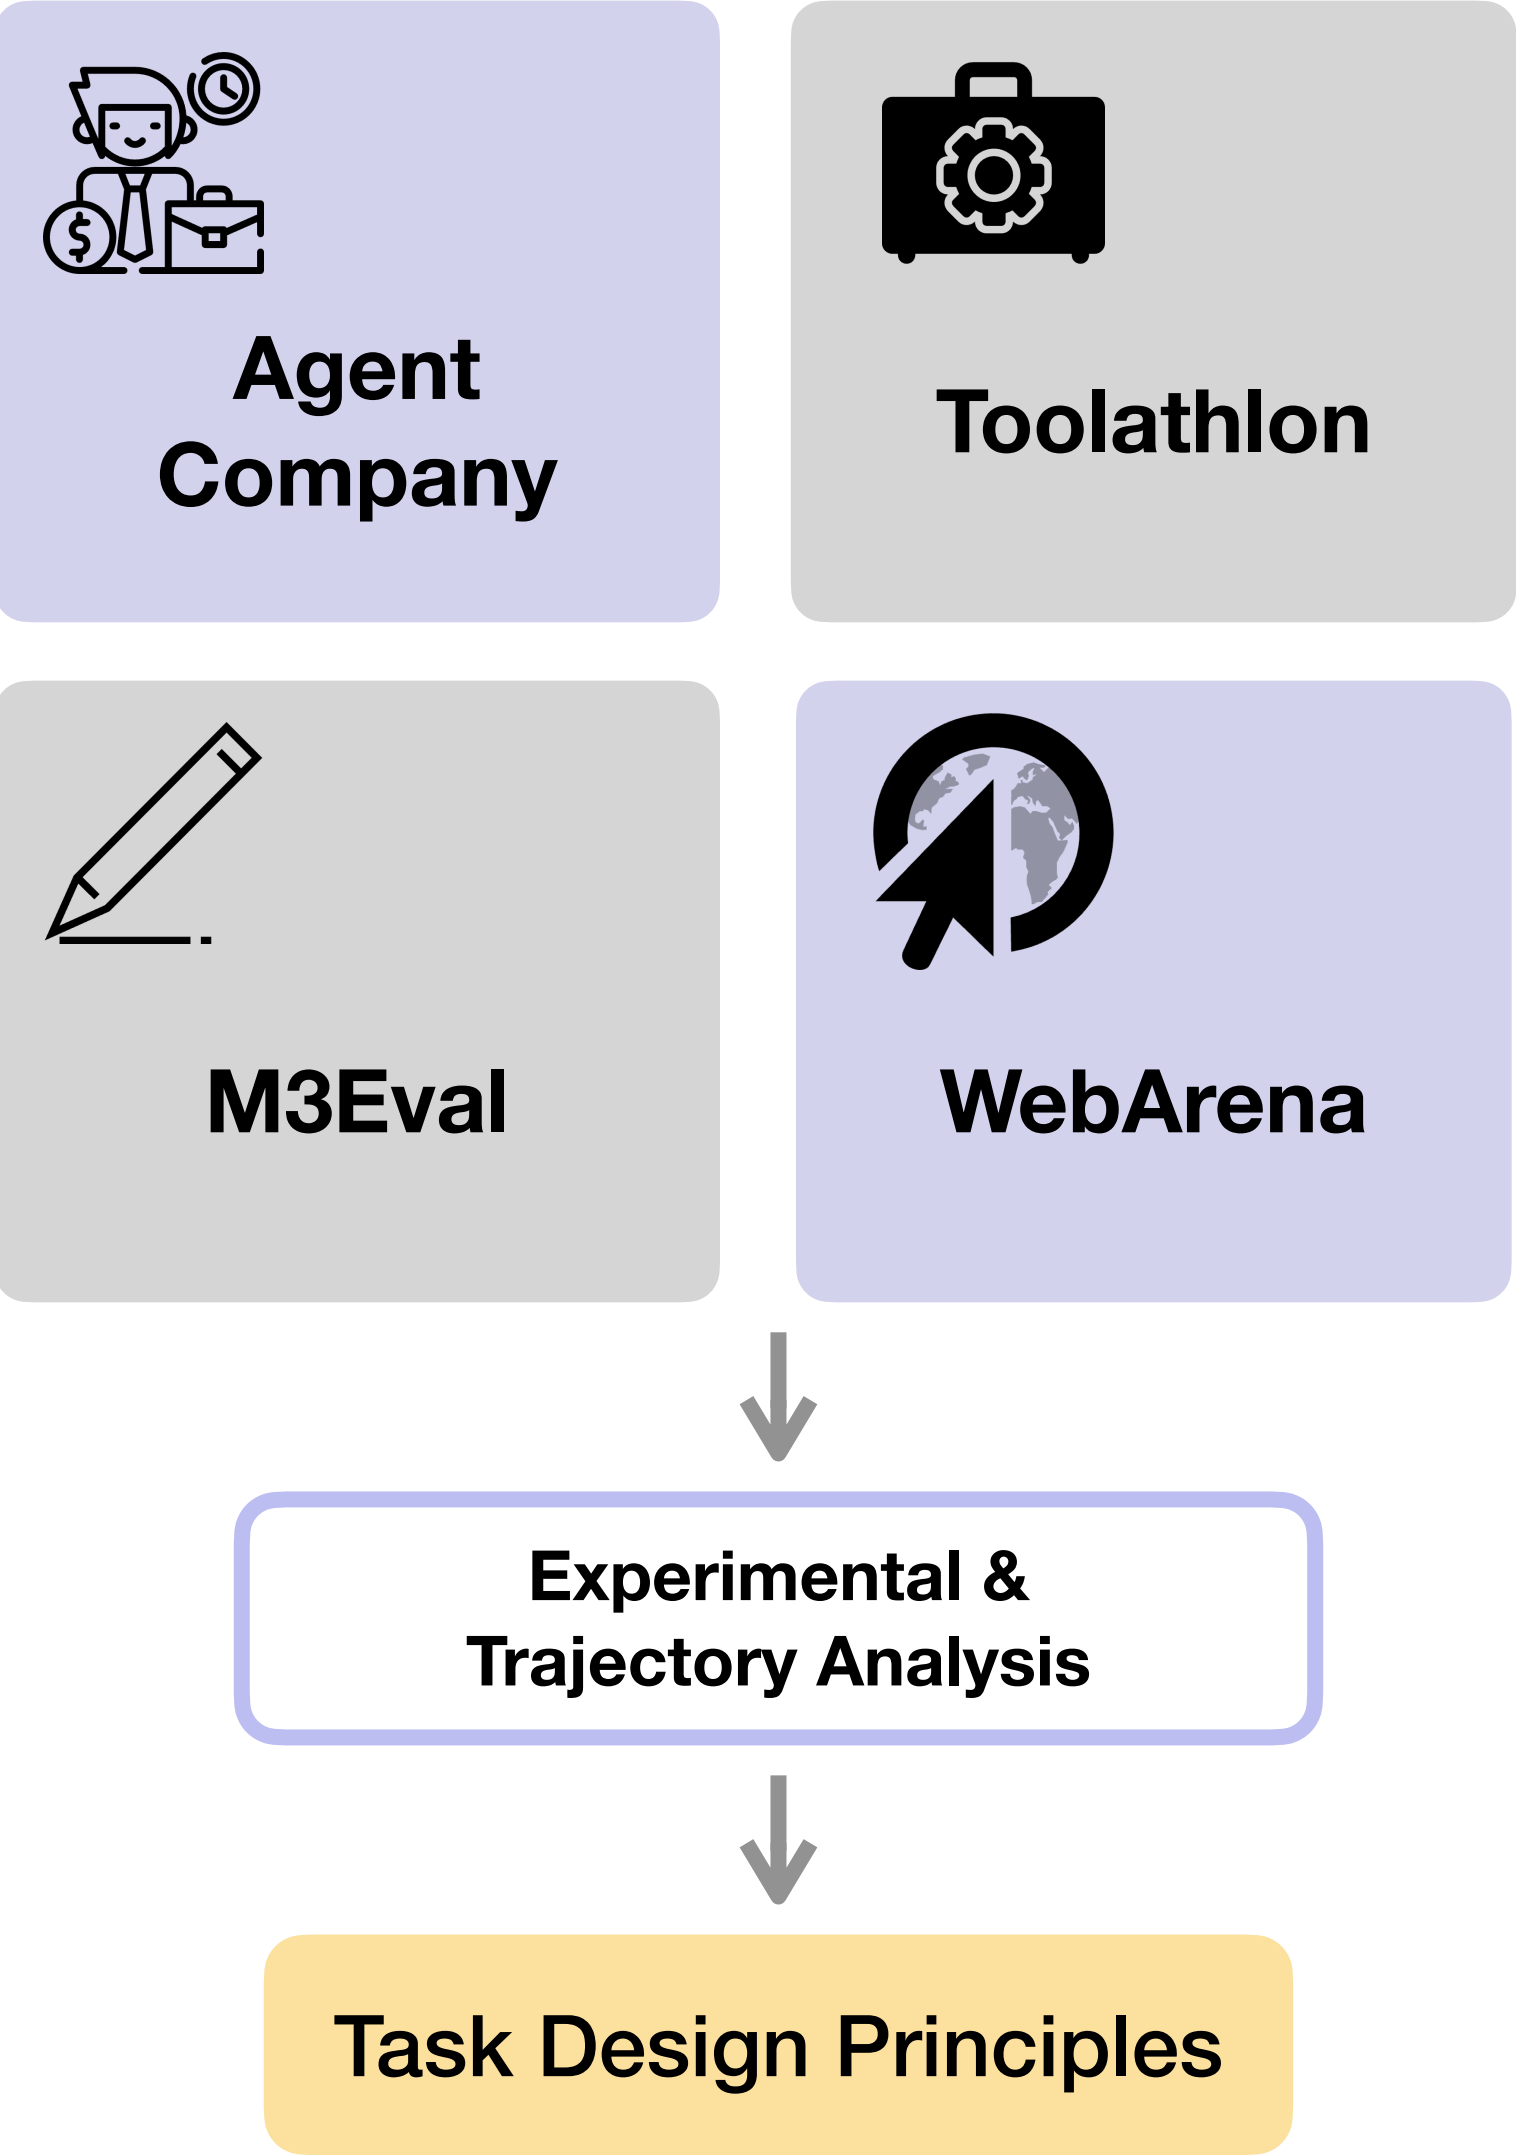 Agent
Company
Toolathlon
M3Eval
WebArena
Experimental &
Trajectory Analysis
Task Design Principles